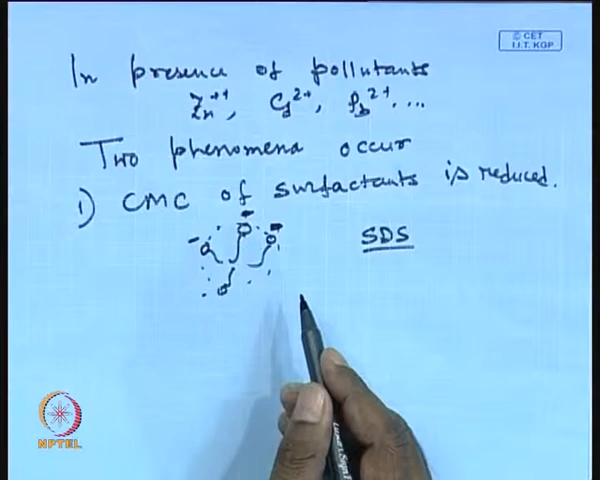 © CET
I.I.T. KGP
In presence of pollutants
Zn++, Cd2+, Pb2+ ...
Two phenomena occur
1) CMC of surfactants is reduced.
SDS
NPTEL